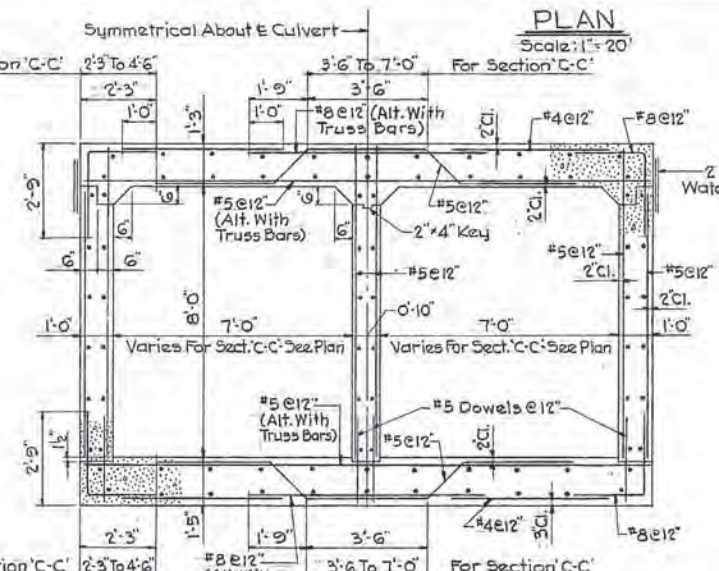 PLAN
Scale: 1"= 20'
Symmetrical About ℄ Culvert
ion 'C-C' 2'-3" To 4'-6"
3'-6" To 7'-0" For Section 'C-C'
2'-3"
1'-9" 3'-6"
1'-0" 1'-0"
1'-3"
#8@12" (Alt. With
Truss Bars)
2"Cl.
#4@12"
#8@12"
2
Wate
2'-9"
6"
6"
#5@12"
(Alt. With
Truss Bars)
#5@12"
2"Cl.
6"
6"
2"x4" Key
#5@12"
2"Cl.
#5@12"
6"
6"
#5@12"
2"Cl.
8'-0"
0'-10"
1'-0"
7'-0"
7'-0"
1'-0"
Varies For Sect. 'C-C' See Plan
Varies For Sect. 'C-C' See Plan
#5@12"
(Alt. With
Truss Bars)
#5 Dowels @ 12"
#5@12"
2"Cl.
2'-9"
1½"
1'-5"
2'-3"
1'-9" 3'-6"
#4@12"
3"Cl.
#8@12"
ion 'C-C' 2'-3" To 4'-6"
#8@12"
3'-6 To 7'-0" For Section 'C-C'